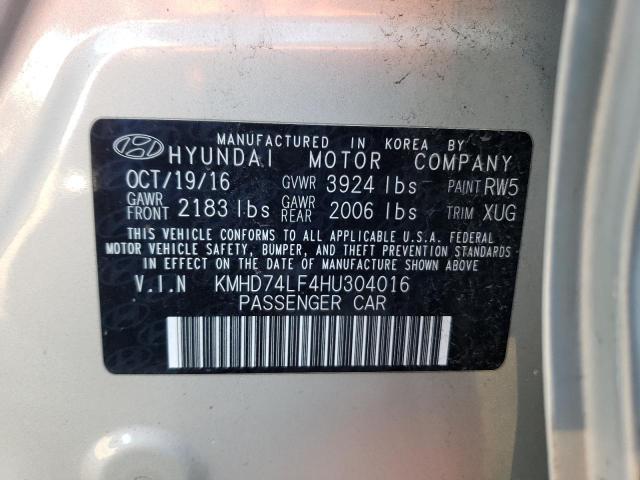 MANUFACTURED IN KOREA BY
HYUNDAI MOTOR COMPANY
OCT/19/16 GVWR 3924 lbs PAINT RW5
GAWR FRONT 2183 lbs GAWR REAR 2006 lbs TRIM XUG
THIS VEHICLE CONFORMS TO ALL APPLICABLE U.S.A. FEDERAL
MOTOR VEHICLE SAFETY, BUMPER, AND THEFT PREVENTION STANDARDS
IN EFFECT ON THE DATE OF MANUFACTURE SHOWN ABOVE.
V.I.N KMHD74LF4HU304016
PASSENGER CAR